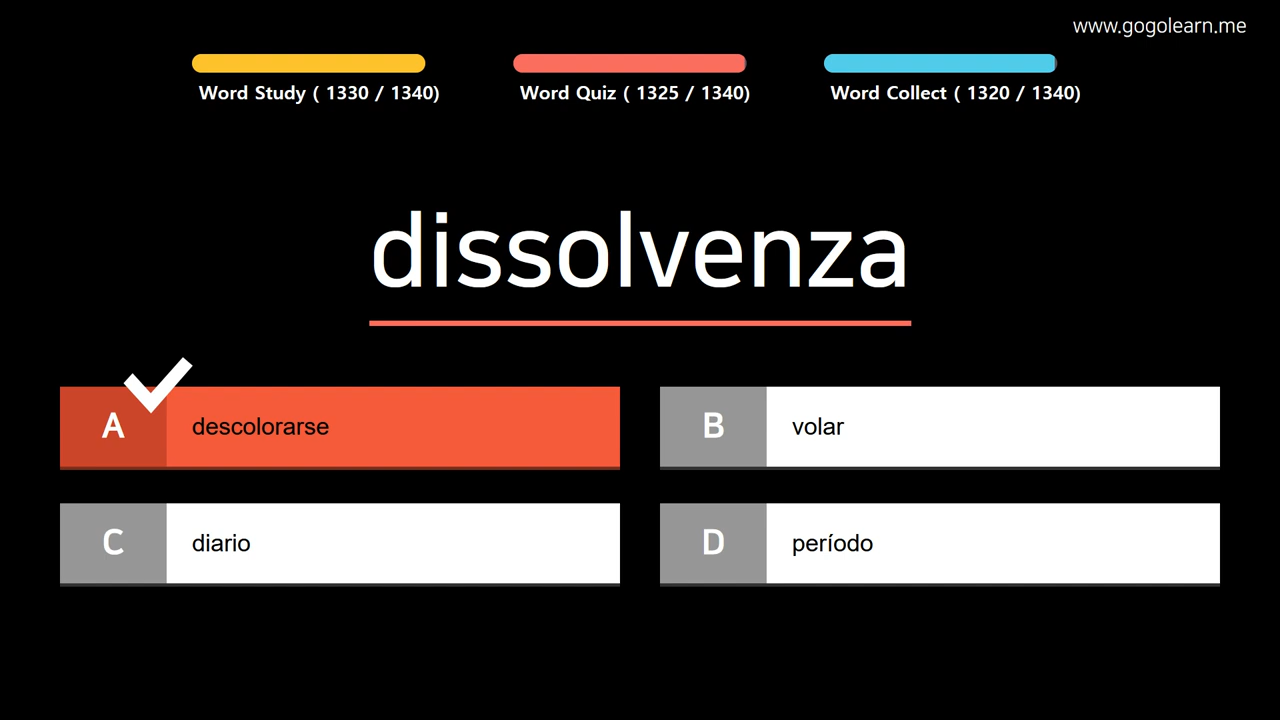 www.gogolearn.me
Word Study ( 1330 / 1340)
Word Quiz ( 1325 / 1340)
Word Collect ( 1320 / 1340)
dissolvenza
A descolorarse
B volar
C diario
D período